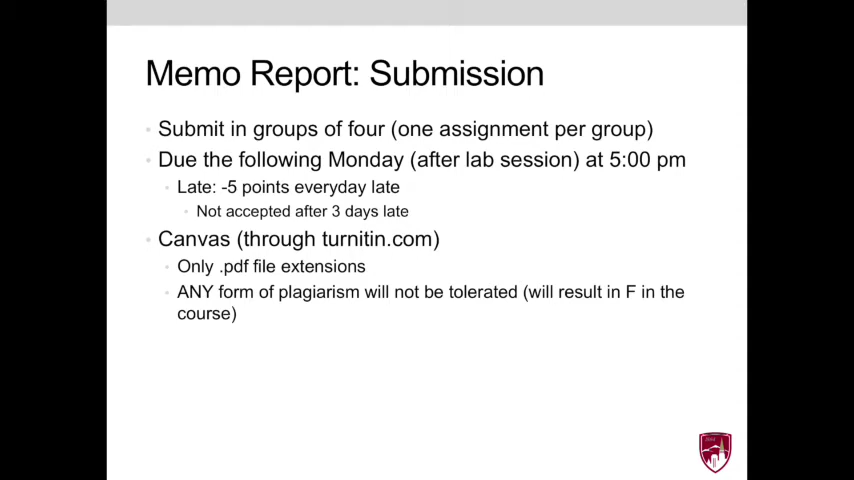 Memo Report: Submission
Submit in groups of four (one assignment per group)
Due the following Monday (after lab session) at 5:00 pm
Late: -5 points everyday late
Not accepted after 3 days late
Canvas (through turnitin.com)
Only .pdf file extensions
ANY form of plagiarism will not be tolerated (will result in F in the
course)